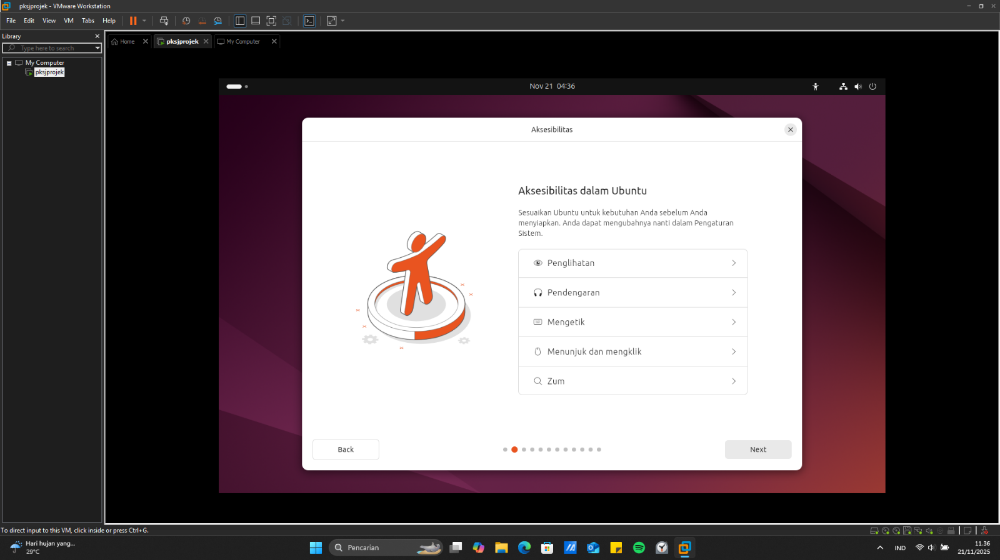 pksjprojek - VMware Workstation
File Edit View VM Tabs Help
Library
Type here to search
My Computer
pksjprojek
Home
pksjprojek
My Computer
Nov 21 04:36
Aksesibilitas
Aksesibilitas dalam Ubuntu
Sesuaikan Ubuntu untuk kebutuhan Anda sebelum Anda
menyiapkan. Anda dapat mengubahnya nanti dalam Pengaturan
Sistem.
Penglihatan
Pendengaran
Mengetik
Menunjuk dan mengklik
Zum
Back
Next
To direct input to this VM, click inside or press Ctrl+G.
Hari hujan yang...
29°C
Pencarian
IND
11.36
21/11/2025